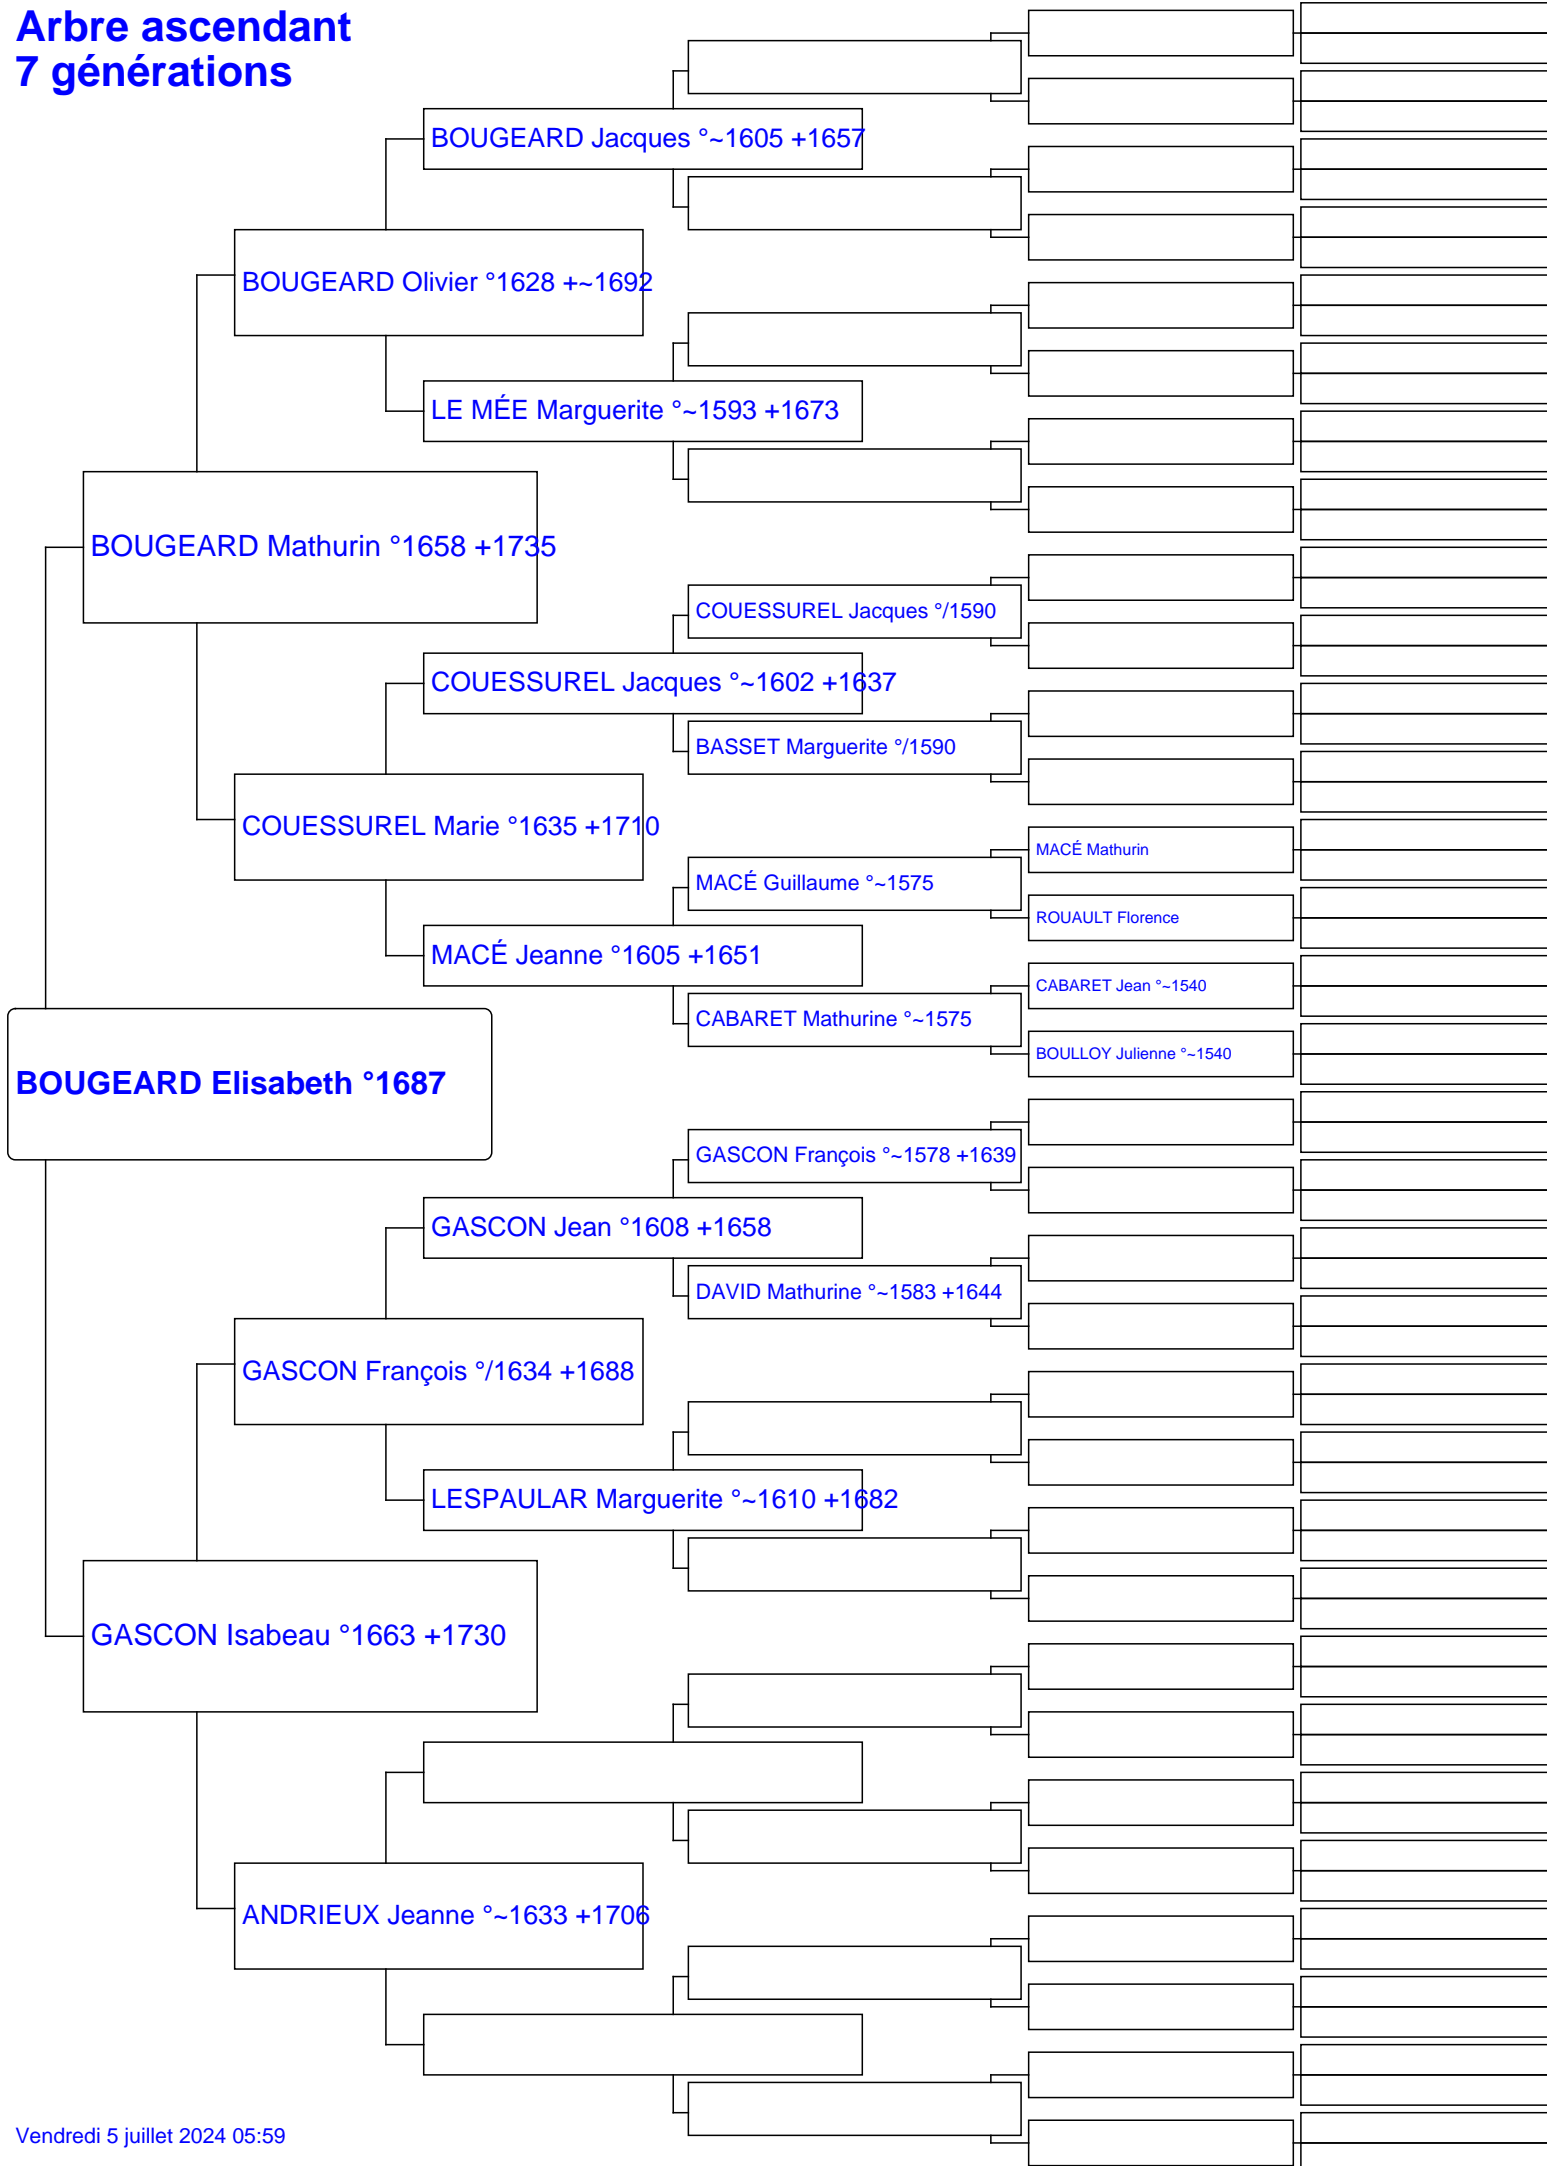 Arbre ascendant
7 générations
BOUGEARD Jacques °~1605 +1657
BOUGEARD Olivier °1628 +~1692
LE MÉE Marguerite °~1593 +1673
BOUGEARD Mathurin °1658 +1735
COUESSUREL Jacques °/1590
COUESSUREL Jacques °~1602 +1637
BASSET Marguerite °/1590
COUESSUREL Marie °1635 +1710
MACÉ Mathurin
MACÉ Guillaume °~1575
ROUAULT Florence
MACÉ Jeanne °1605 +1651
CABARET Jean °~1540
CABARET Mathurine °~1575
BOULLOY Julienne °~1540
BOUGEARD Elisabeth °1687
GASCON François °~1578 +1639
GASCON Jean °1608 +1658
DAVID Mathurine °~1583 +1644
GASCON François °/1634 +1688
LESPAULAR Marguerite °~1610 +1682
GASCON Isabeau °1663 +1730
ANDRIEUX Jeanne °~1633 +1706
Vendredi 5 juillet 2024 05:59